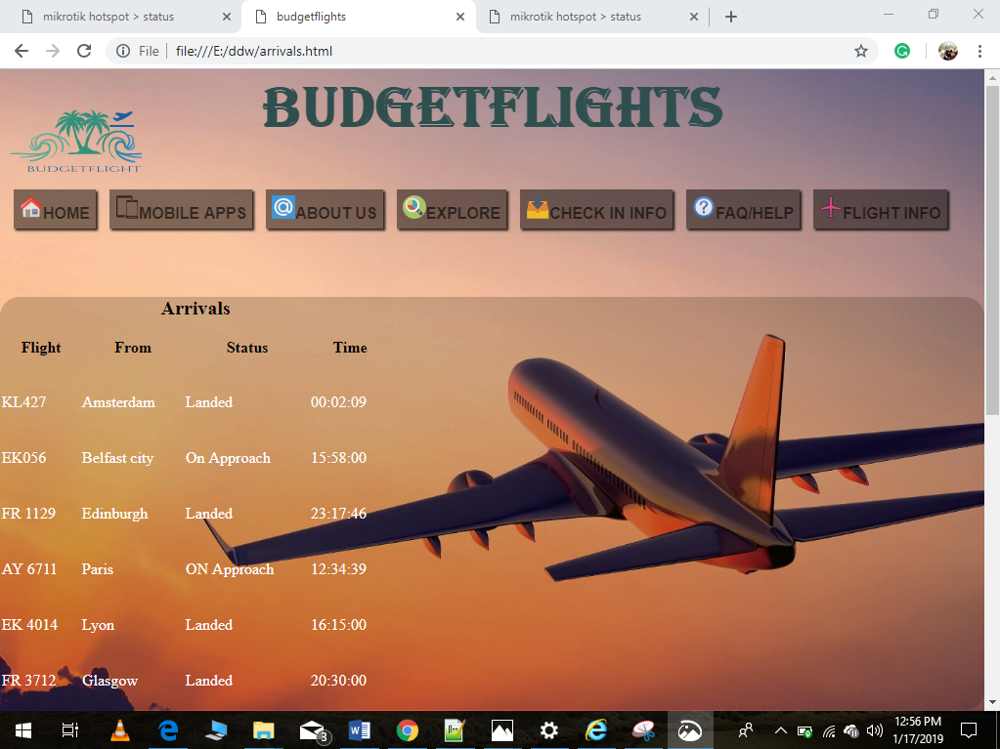 mikrotik hotspot > status
budgetflights
mikrotik hotspot > status
File
file:///E:/ddw/arrivals.html
BUDGETFLIGHTS
BUDGETFLIGHT
HOME MOBILE APPS ABOUT US EXPLORE CHECK IN INFO FAQ/HELP FLIGHT INFO
Arrivals
Flight From Status Time
KL427 Amsterdam Landed 00:02:09
EK056 Belfast city On Approach 15:58:00
FR 1129 Edinburgh Landed 23:17:46
AY 6711 Paris ON Approach 12:34:39
EK 4014 Lyon Landed 16:15:00
FR 3712 Glasgow Landed 20:30:00
3
12:56 PM
1/17/2019